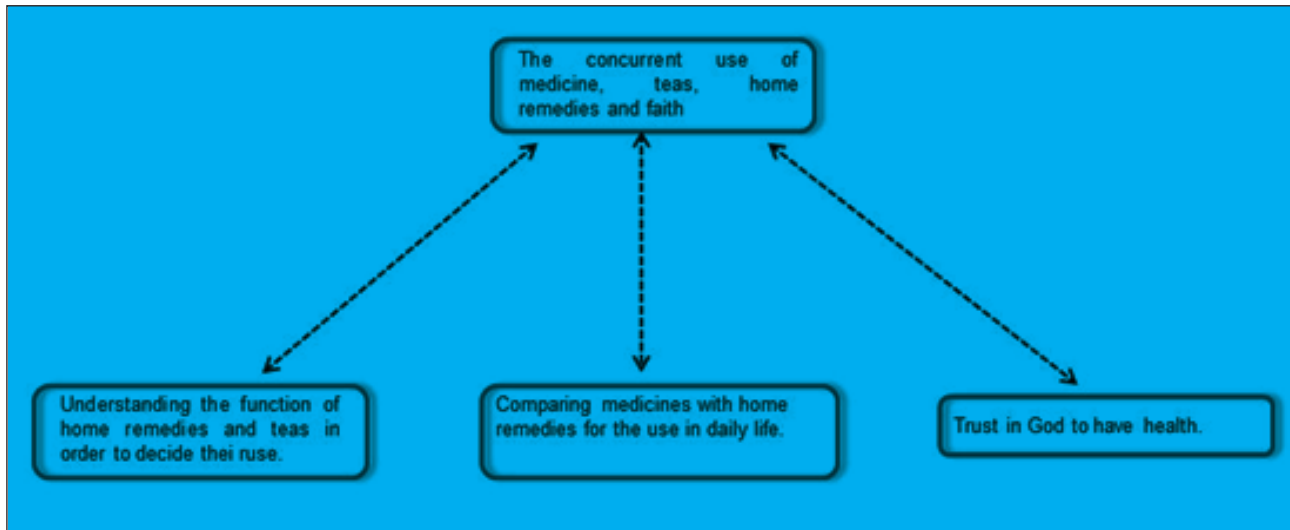 The concurrent use of
medicine, teas, home
remedies and faith
Understanding the function of
home remedies and teas in
order to decide thei ruse.
Comparing medicines with home
remedies for the use in daily life.
Trust in God to have health.